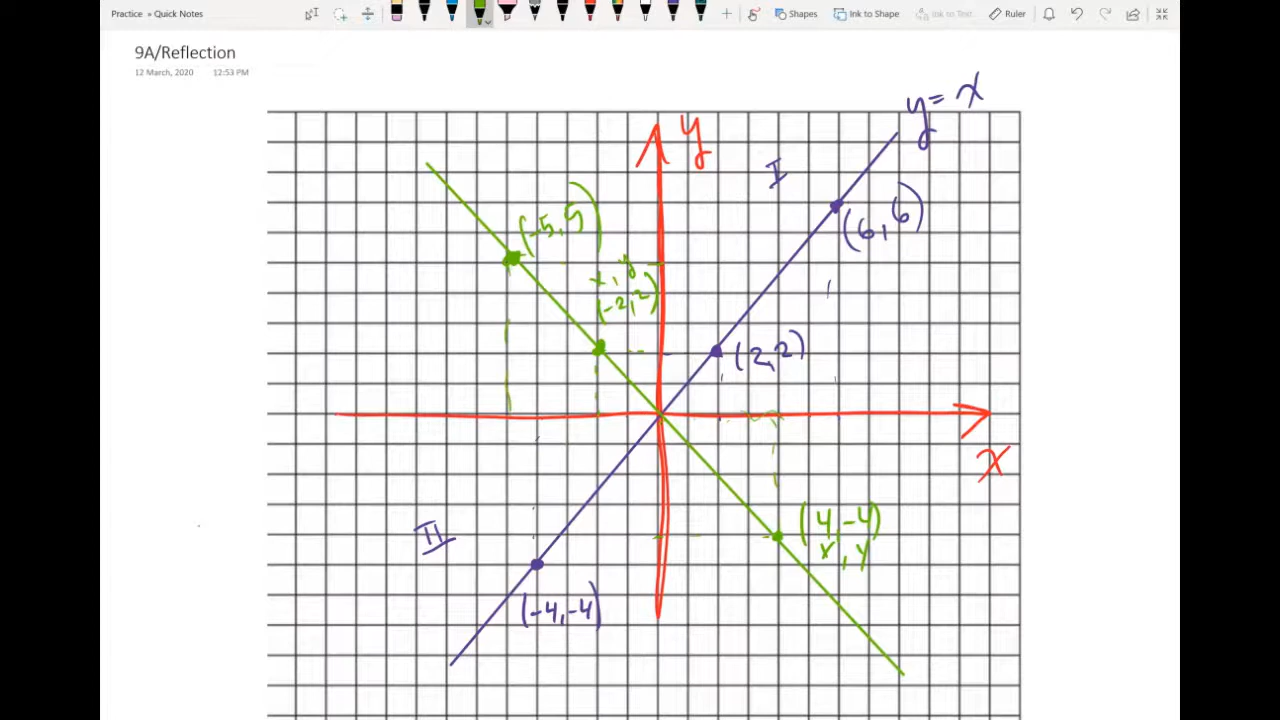 Practice » Quick Notes
Shapes
Ink to Shape
Ink to Text
Ruler
9A/Reflection
12 March, 2020 12:53 PM
y = x
y
I
(6,6)
(-5,5)
x, y
(-2,2)
(2,2)
x
II
(4,-4)
x, y
(-4,-4)